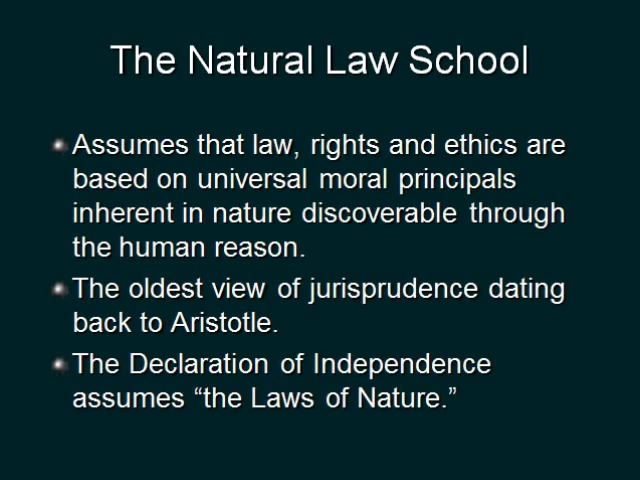 The Natural Law School
Assumes that law, rights and ethics are
based on universal moral principals
inherent in nature discoverable through
the human reason.
The oldest view of jurisprudence dating
back to Aristotle.
The Declaration of Independence
assumes “the Laws of Nature.”